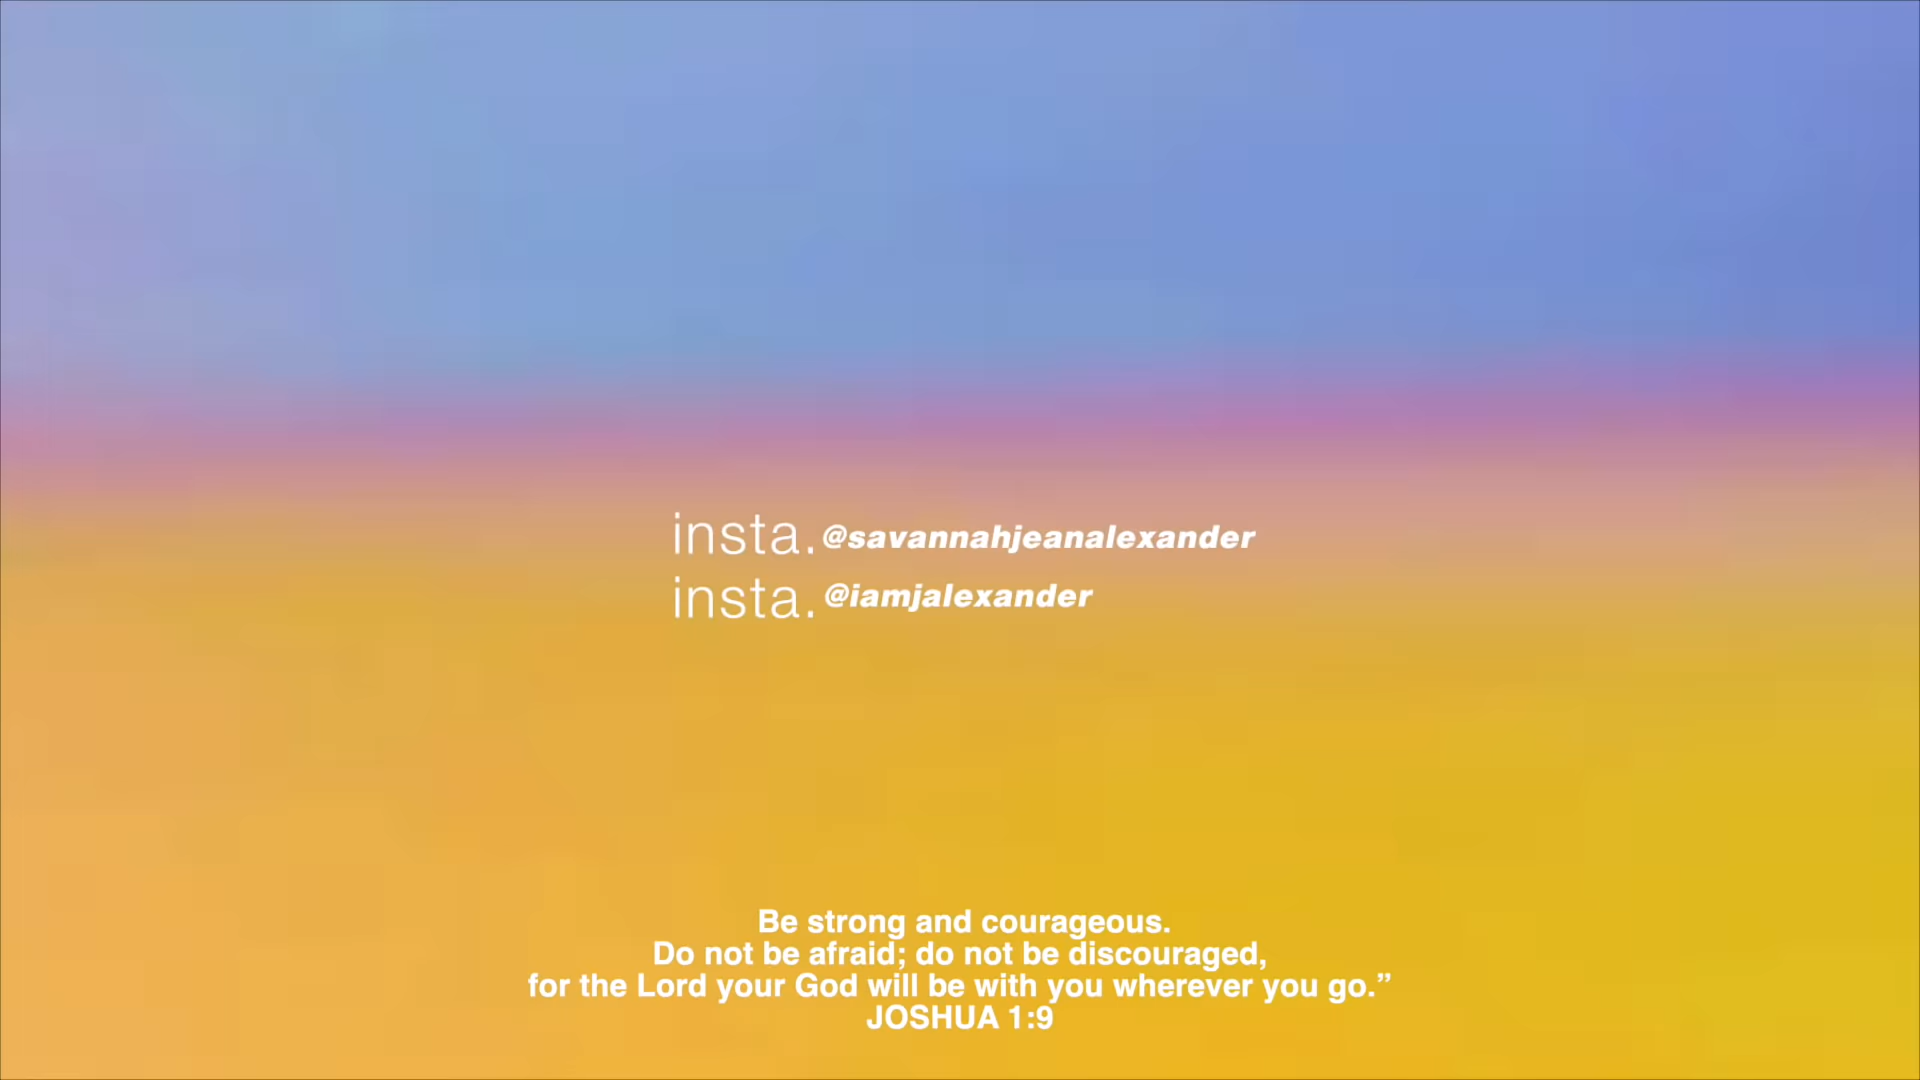 insta. @savannahjeanalexander
insta. @iamjalexander
Be strong and courageous.
Do not be afraid; do not be discouraged,
for the Lord your God will be with you wherever you go.”
JOSHUA 1:9